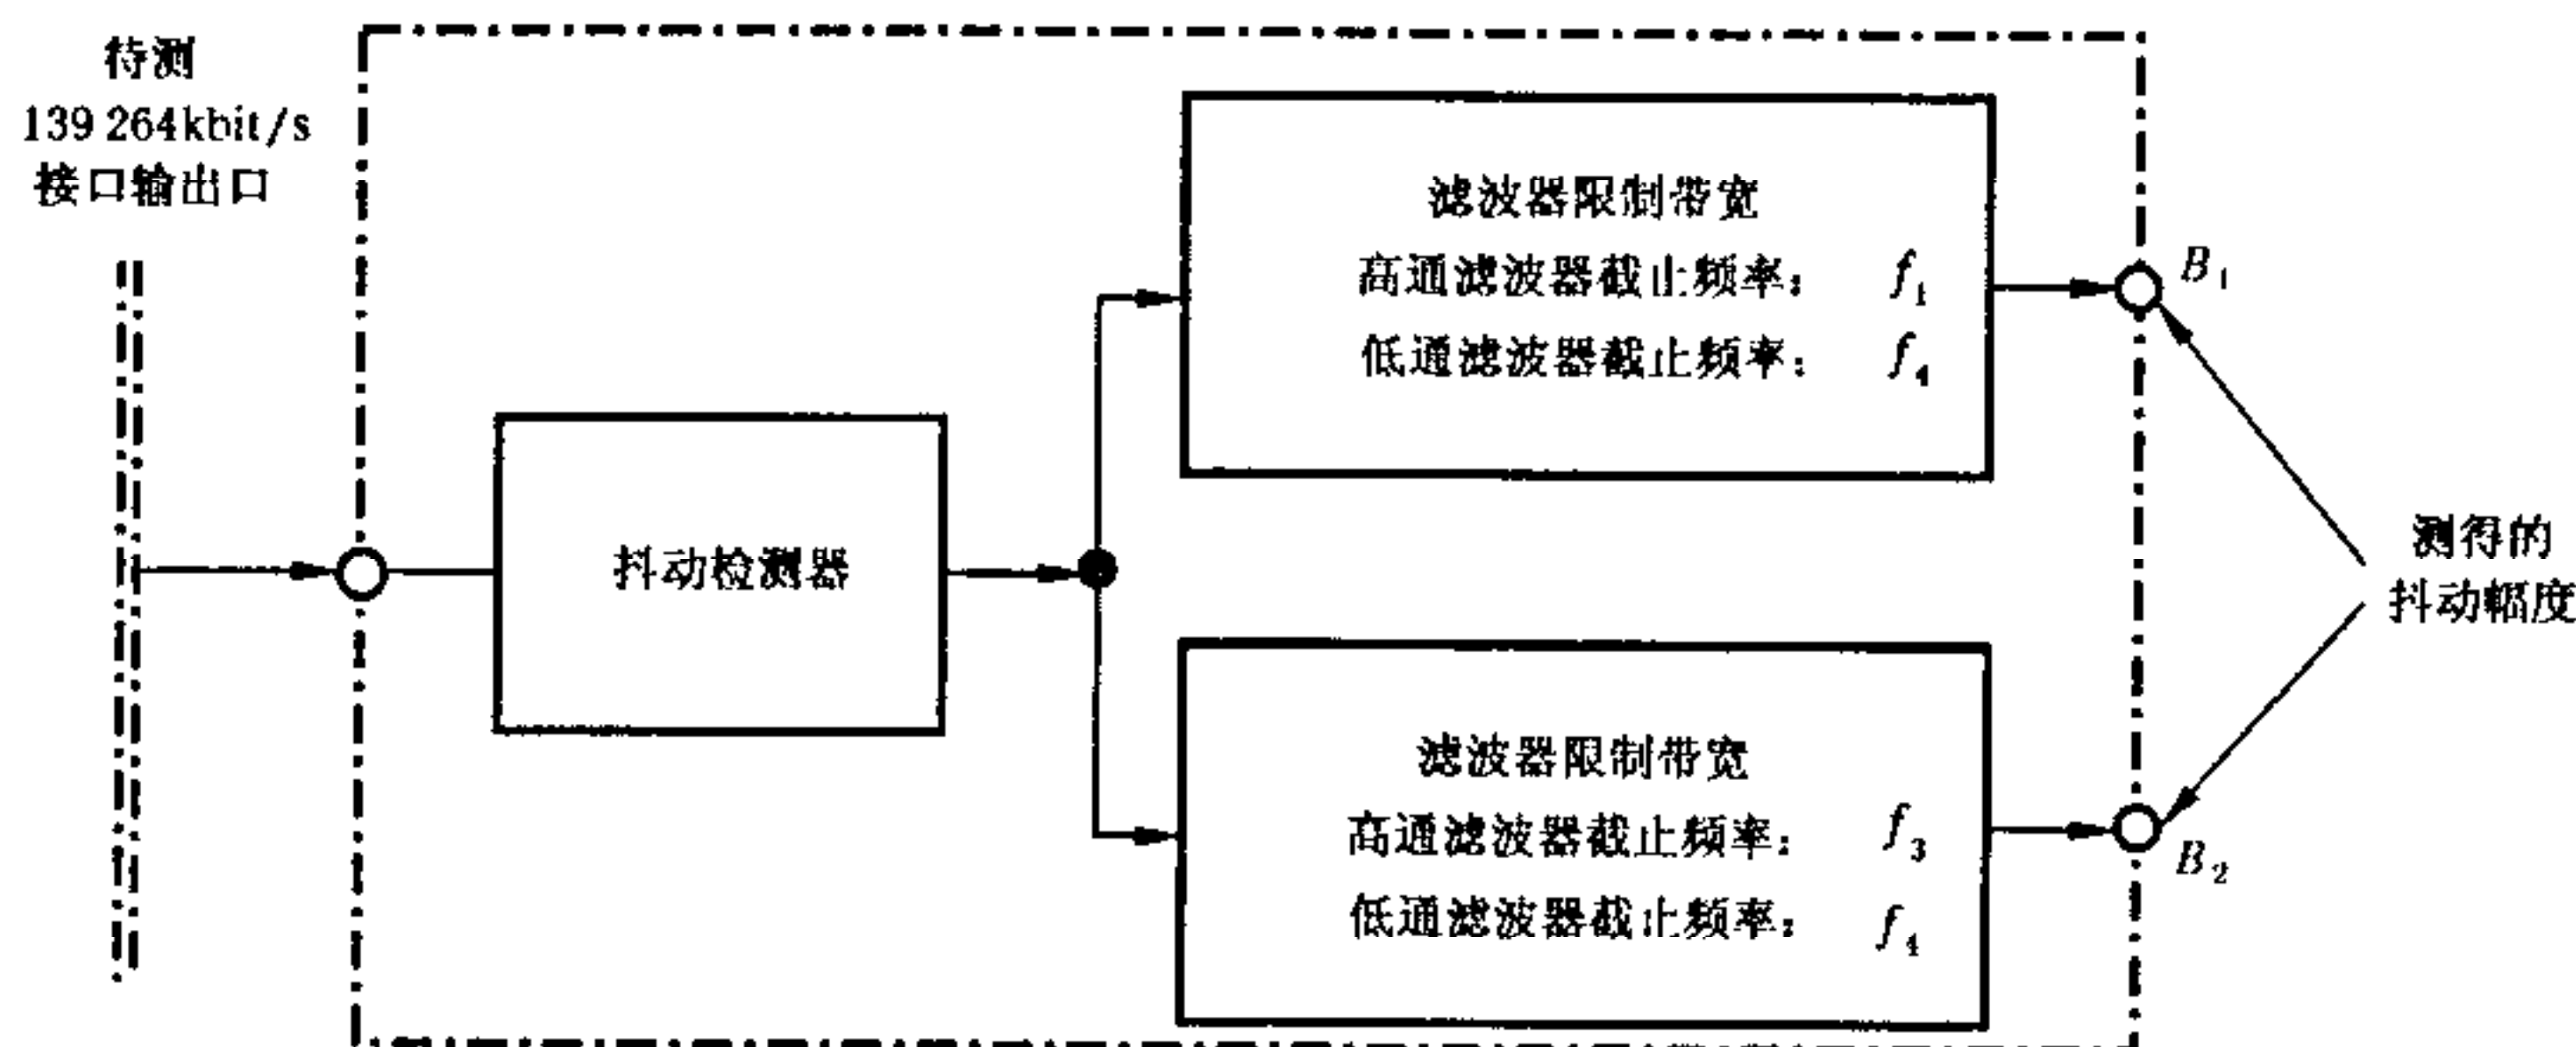 待测
139 264kbit/s
接口输出口
抖动检测器
滤波器限制带宽
高通滤波器截止频率： f₁
低通滤波器截止频率： f₄
B₁
滤波器限制带宽
高通滤波器截止频率： f₃
低通滤波器截止频率： f₄
B₂
测得的
抖动幅度